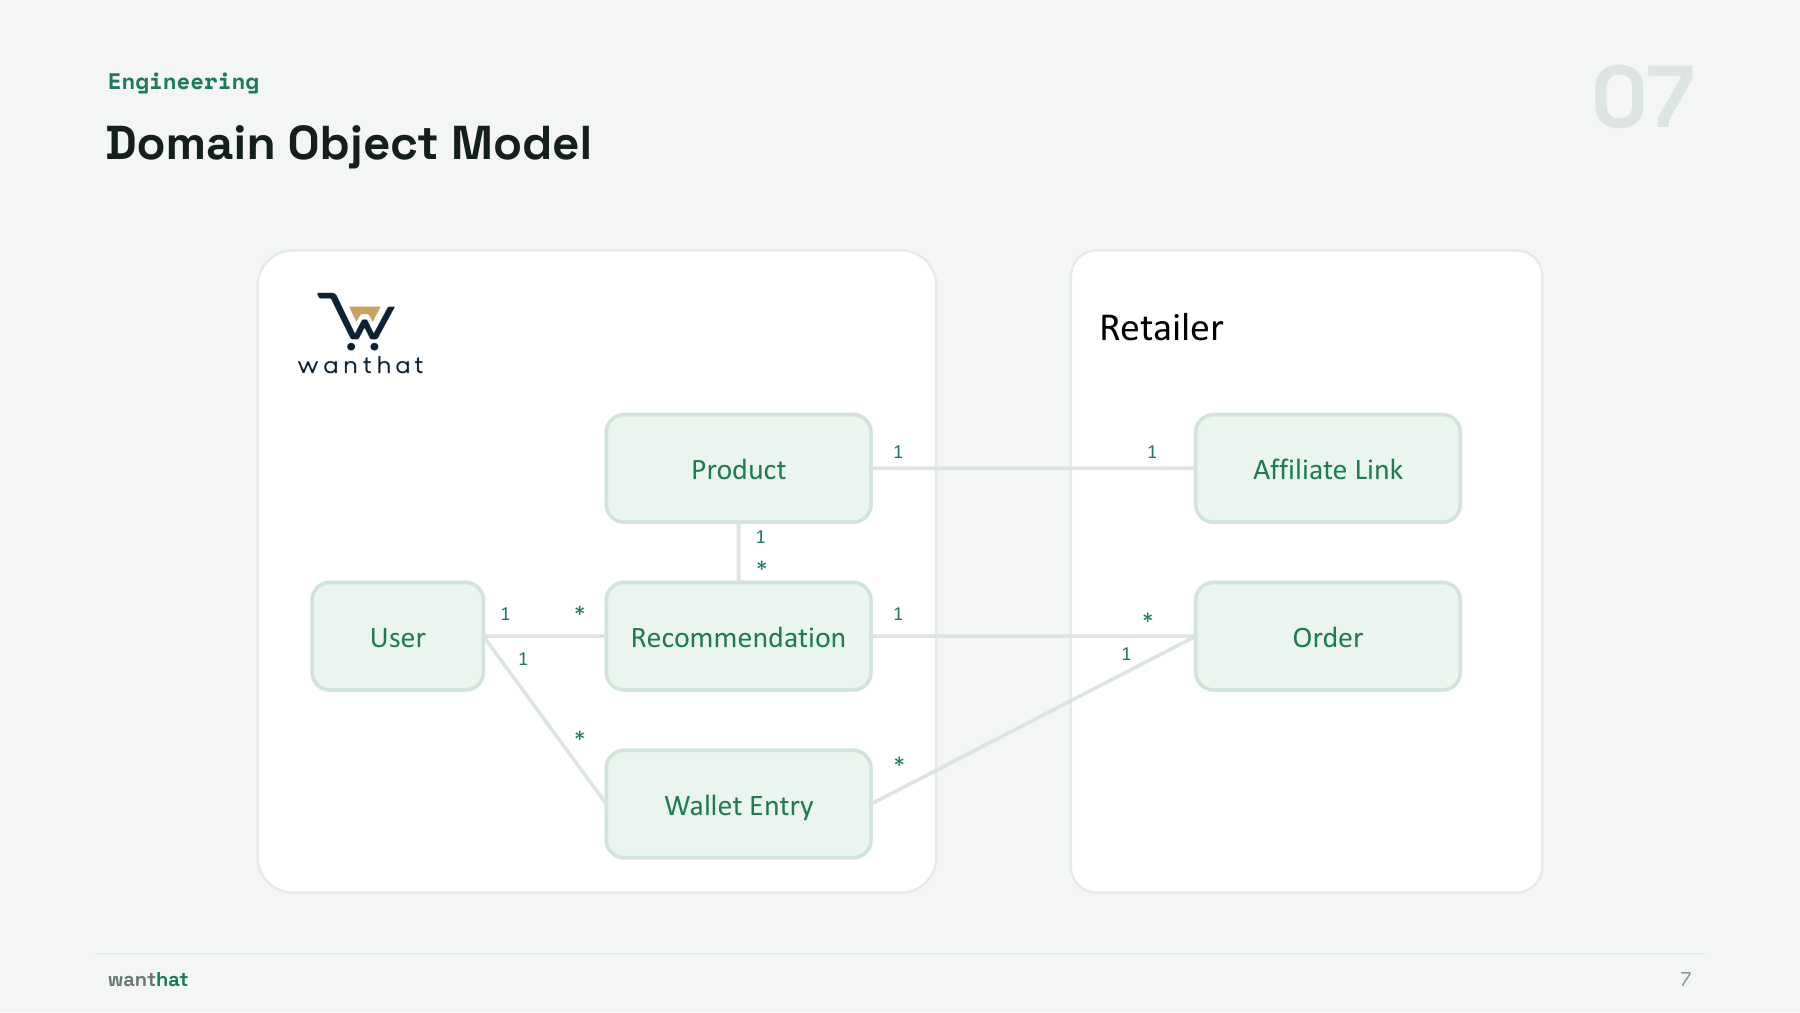 Engineering
07
Domain Object Model
wanthat
Retailer
Product
1
1
Affiliate Link
1
*
User
1
*
Recommendation
1
*
Order
1
1
*
*
Wallet Entry
wanthat
7